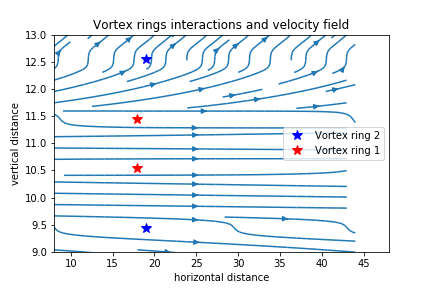 Vortex rings interactions and velocity field
13.0
12.5
12.0
11.5
11.0
10.5
10.0
9.5
9.0
vertical distance
Vortex ring 2
Vortex ring 1
10 15 20 25 30 35 40 45
horizontal distance